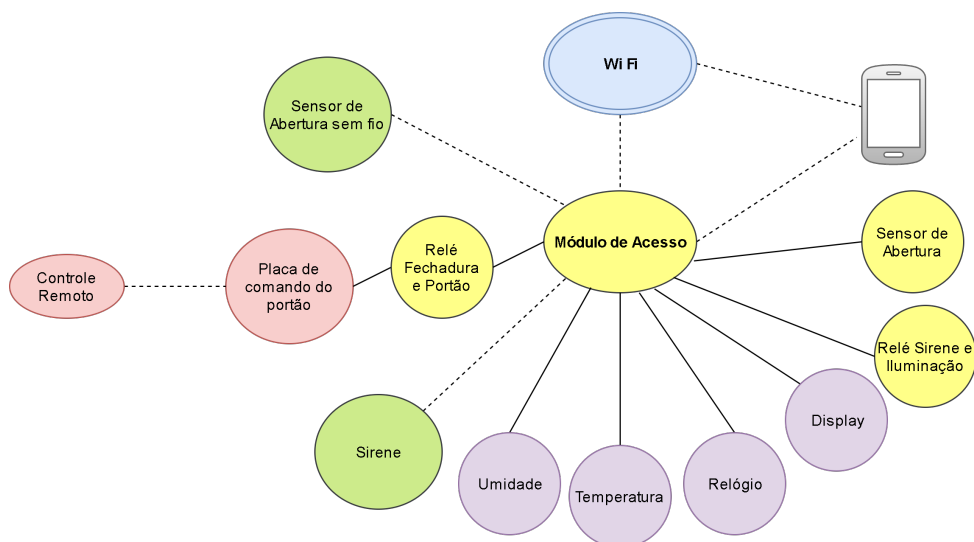 Wi Fi
Sensor de
Abertura sem fio
Módulo de Acesso
Sensor de
Abertura
Relé
Fechadura
e Portão
Placa de
comando do
portão
Controle
Remoto
Relé Sirene e
Iluminação
Display
Sirene
Umidade
Temperatura
Relógio